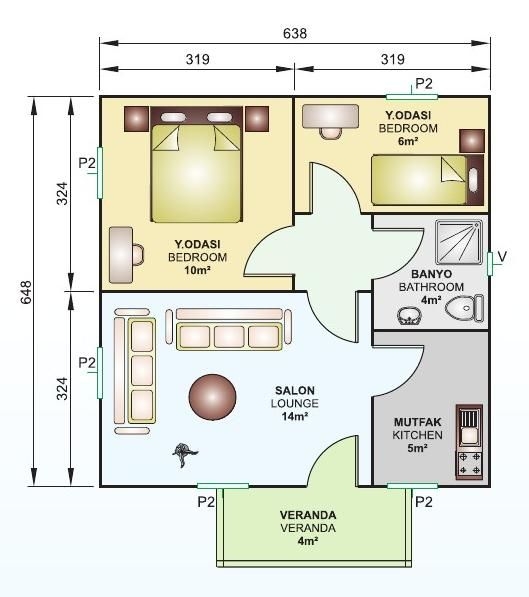 638
319
319
P2
Y.ODASI
BEDROOM
6m²
P2
324
Y.ODASI
BEDROOM
10m²
BANYO
BATHROOM
4m²
V
648
324
P2
SALON
LOUNGE
14m²
MUTFAK
KITCHEN
5m²
P2
P2
VERANDA
VERANDA
4m²